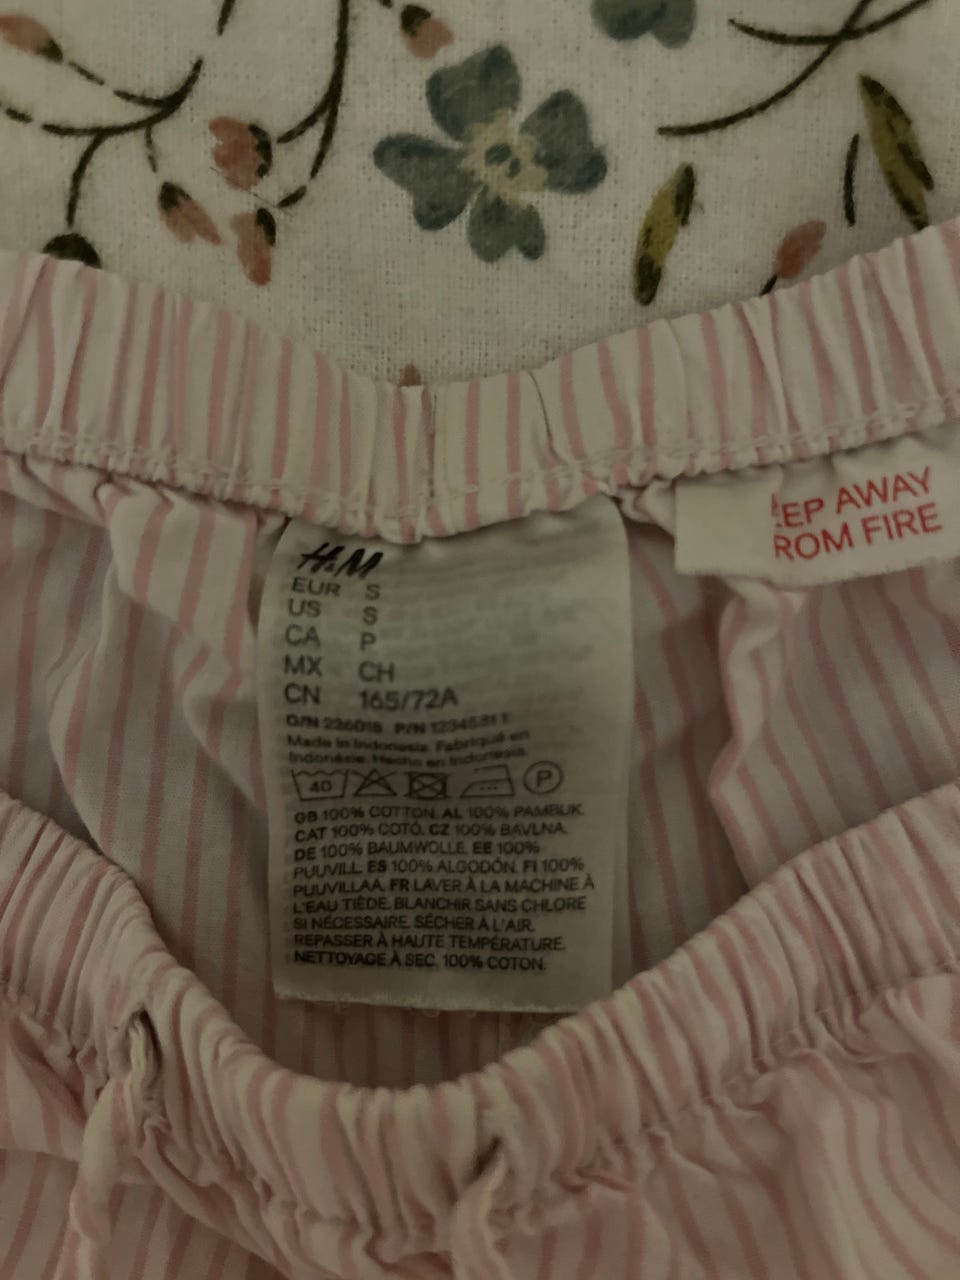 H&M
EUR S
US S
CA P
MX CH
CN 165/72A
O/N 226018 P/N 12345811
Made in Indonesia. Fabriqué en
Indonésie. Hecho en Indonesia.
40
P
GB 100% COTTON. AL 100% PAMBUK.
CAT 100% COTÓ. CZ 100% BAVLNA.
DE 100% BAUMWOLLE. EE 100%
PUUVILL. ES 100% ALGODÓN. FI 100%
PUUVILLAA. FR LAVER À LA MACHINE À
L'EAU TIÈDE. BLANCHIR SANS CHLORE
SI NÉCESSAIRE. SÉCHER À L'AIR.
REPASSER À HAUTE TEMPÉRATURE.
NETTOYAGE À SEC. 100% COTON.
EEP AWAY
ROM FIRE